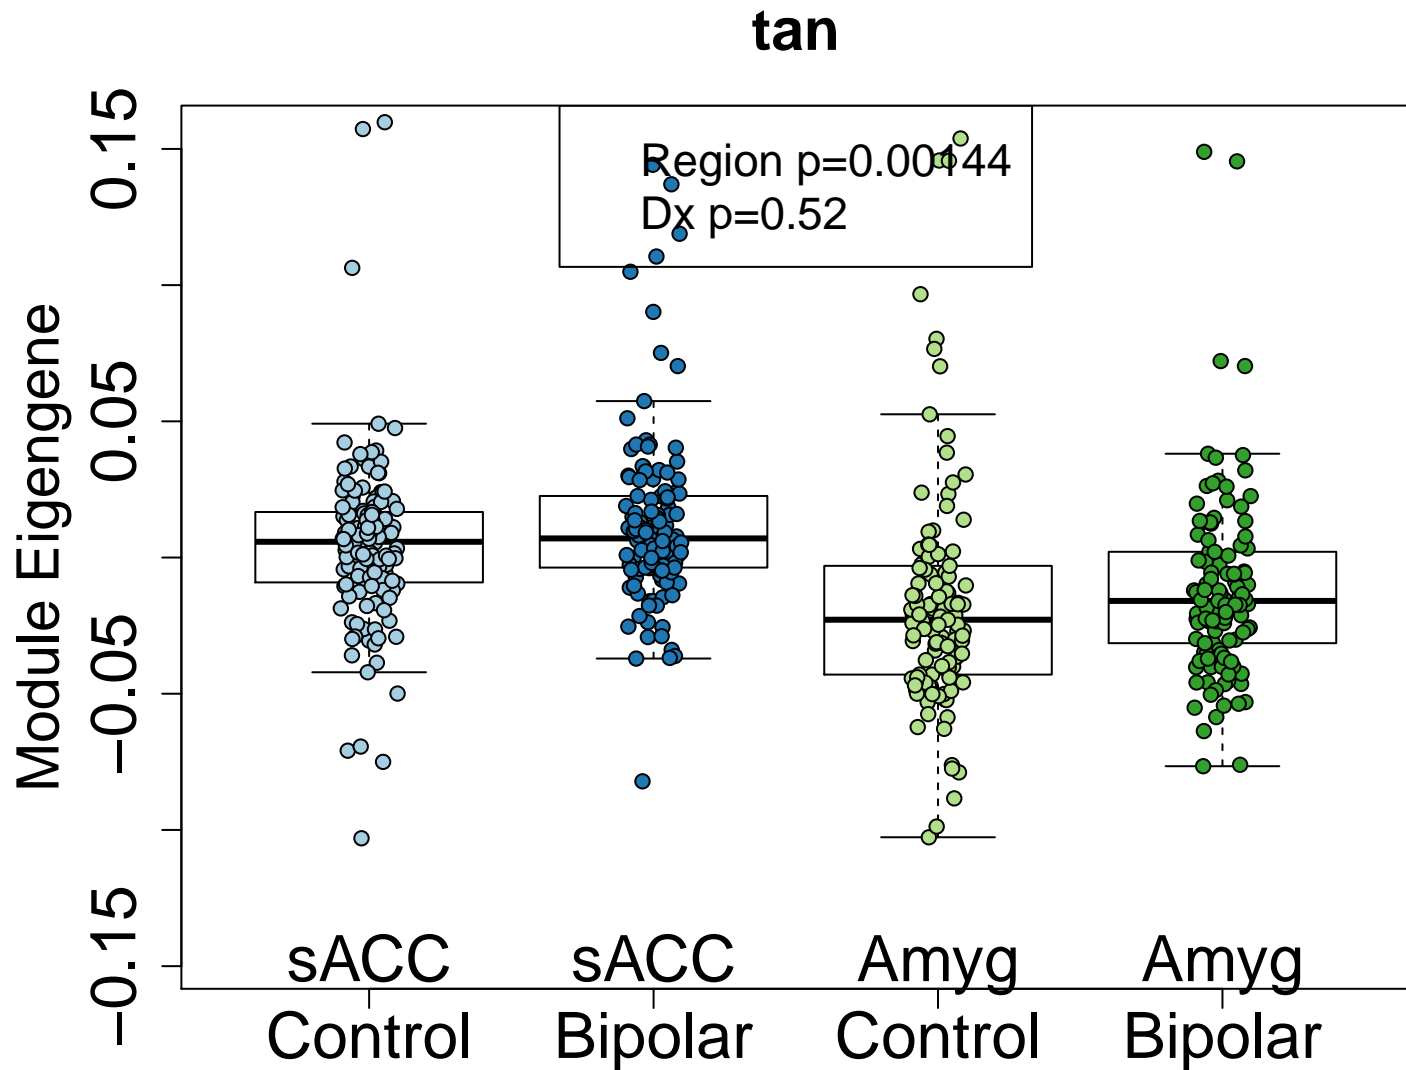 tan
Region p=0.00144
Dx p=0.52
Module Eigengene
0.15
0.05
−0.05
−0.15
sACC
Control
sACC
Bipolar
Amyg
Control
Amyg
Bipolar